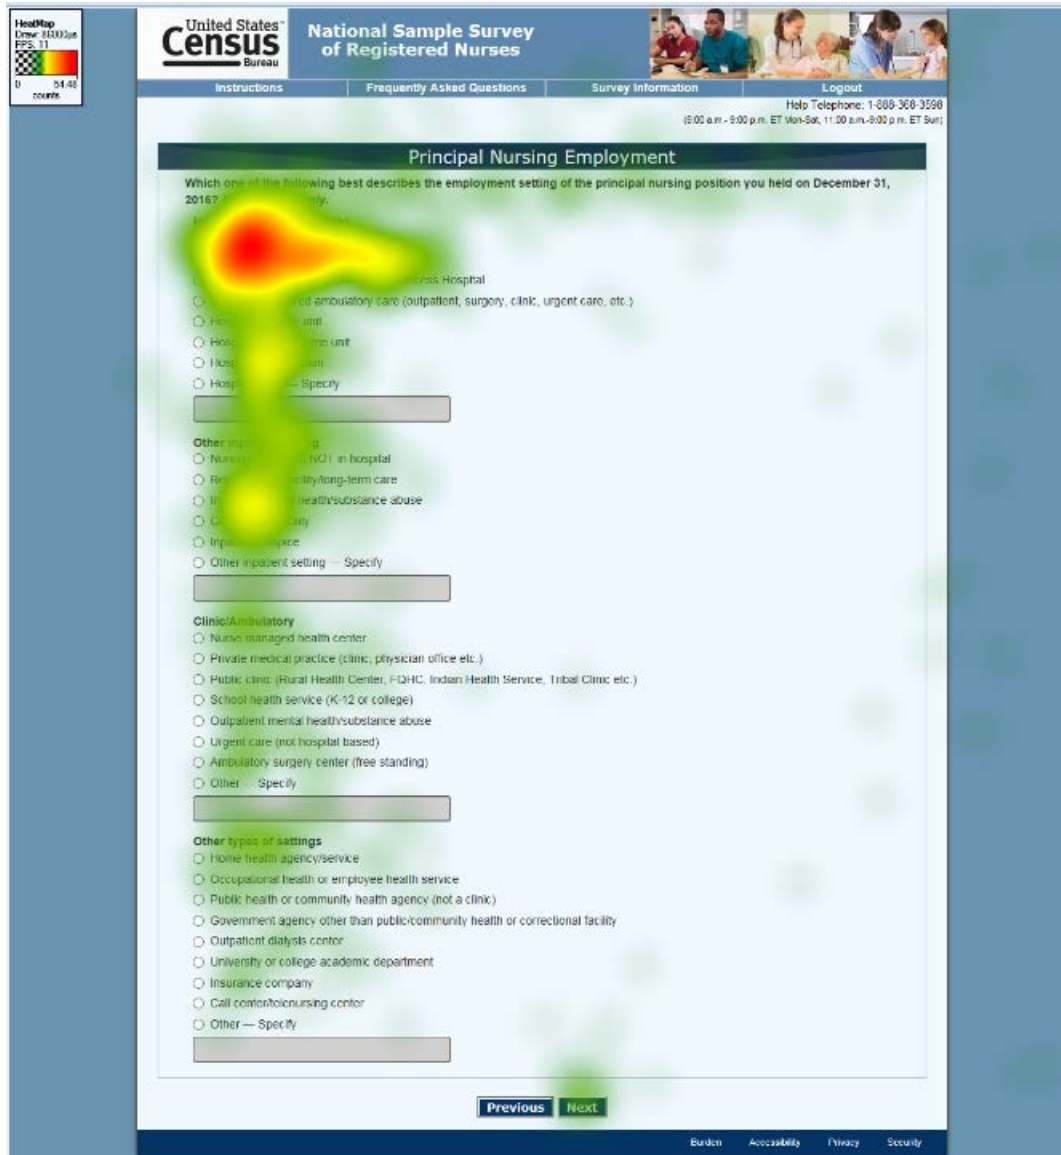 HeatMap
FPS: 11
0 54.48
counts
United States
Census
Bureau
National Sample Survey
of Registered Nurses
Instructions Frequently Asked Questions Survey Information Logout
Help Telephone: 1-888-368-3598
(9:00 a.m.- 9:00 p.m. ET Mon-Sat, 11:00 a.m.-9:00 p.m. ET Sun)
Principal Nursing Employment
Which one of the following best describes the employment setting of the principal nursing position you held on December 31,
2016?
Hospital
ambulatory care (outpatient, surgery, clinic, urgent care, etc.)
unit
unit
— Specify
Other
NOT in hospital
care
health/substance abuse
Other inpatient setting — Specify
Clinic/Ambulatory
Nurse managed health center
Private medical practice (clinic, physician office etc.)
Public clinic (Rural Health Center, FQHC, Indian Health Service, Tribal Clinic etc.)
School health service (K-12 or college)
Outpatient mental health/substance abuse
Urgent care (not hospital based)
Ambulatory surgery center (free standing)
Other — Specify
Other types of settings
Home health agency/service
Occupational health or employee health service
Public health or community health agency (not a clinic)
Government agency other than public/community health or correctional facility
Outpatient dialysis center
University or college academic department
Insurance company
Call center/telenursing center
Other — Specify
Previous Next
Burden Accessibility Privacy Security